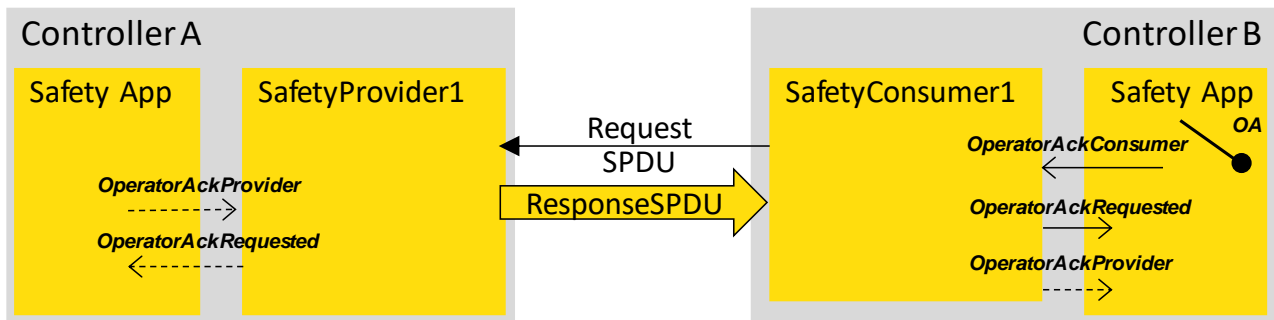 Controller A
Controller B
Safety App
SafetyProvider1
SafetyConsumer1
Safety App
OA
Request
SPDU
OperatorAckConsumer
OperatorAckProvider
ResponseSPDU
OperatorAckRequested
OperatorAckRequested
OperatorAckProvider